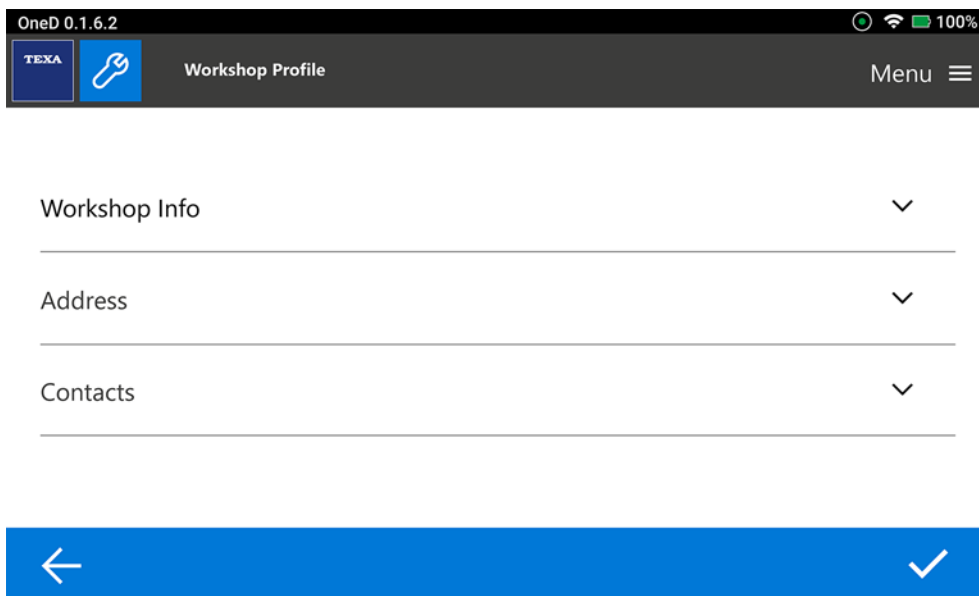 OneD 0.1.6.2
100%
TEXA
Workshop Profile
Menu
Workshop Info
Address
Contacts